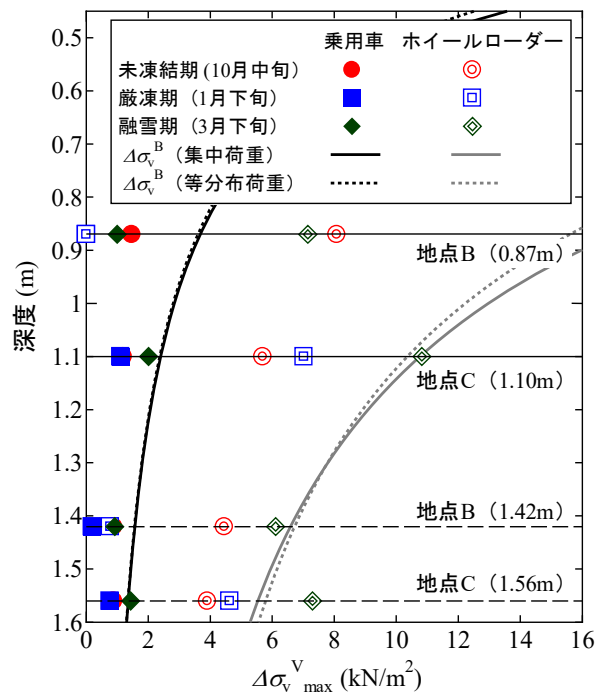 0.5
0.6
0.7
0.8
0.9
1
1.1
1.2
1.3
1.4
1.5
1.6
深度 (m)
乗用車 ホイールローダー
未凍結期 (10月中旬)
厳凍期 (1月下旬)
融雪期 (3月下旬)
Δσv^B (集中荷重)
Δσv^B (等分布荷重)
地点B (0.87m)
地点C (1.10m)
地点B (1.42m)
地点C (1.56m)
0 2 4 6 8 10 12 14 16
Δσv^V max (kN/m²)